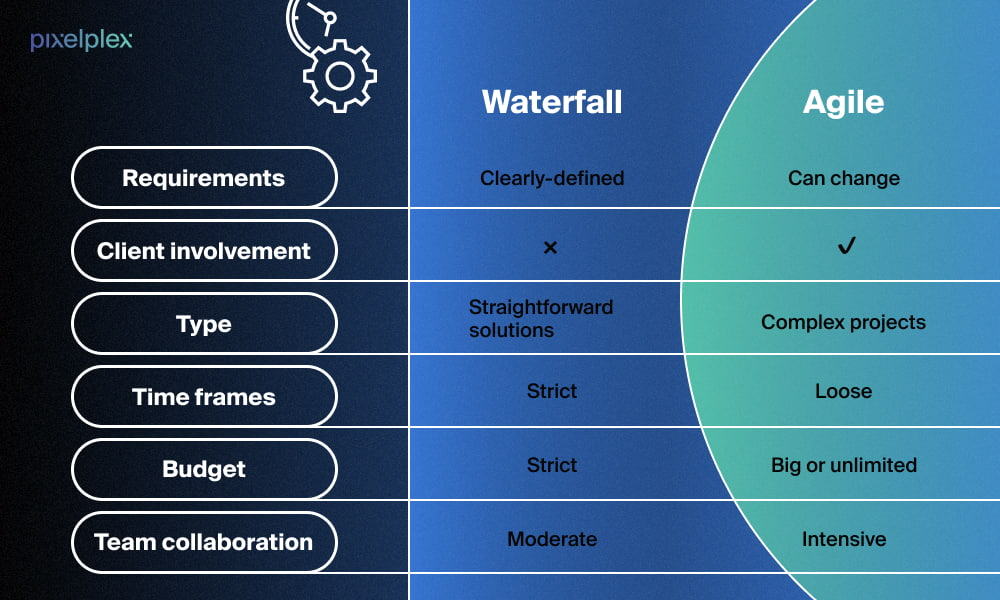 pixelplex
Waterfall
Agile
Requirements
Clearly-defined
Can change
Client involvement
×
✓
Type
Straightforward
solutions
Complex projects
Time frames
Strict
Loose
Budget
Strict
Big or unlimited
Team collaboration
Moderate
Intensive